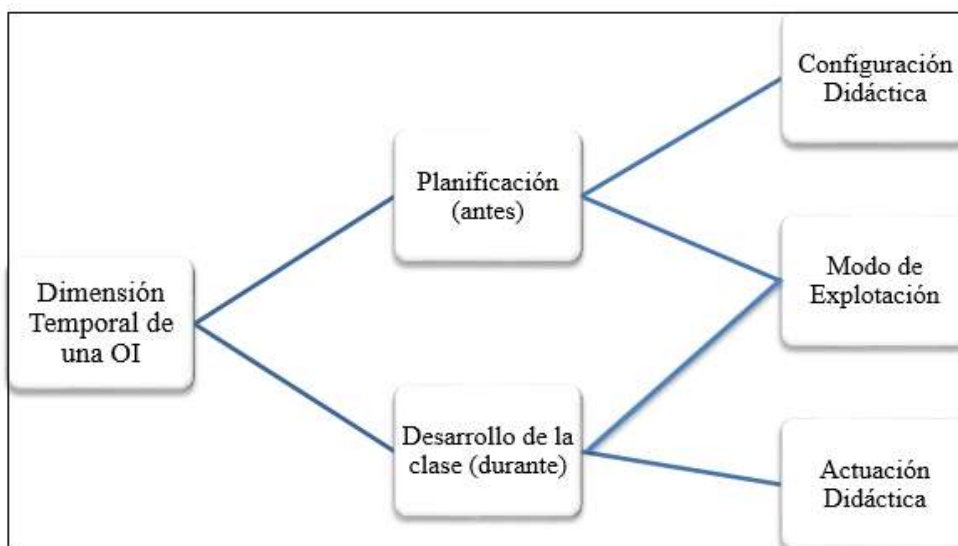 Dimensión
Temporal de
una OI
Planificación
(antes)
Desarrollo de la
clase (durante)
Configuración
Didáctica
Modo de
Explotación
Actuación
Didáctica